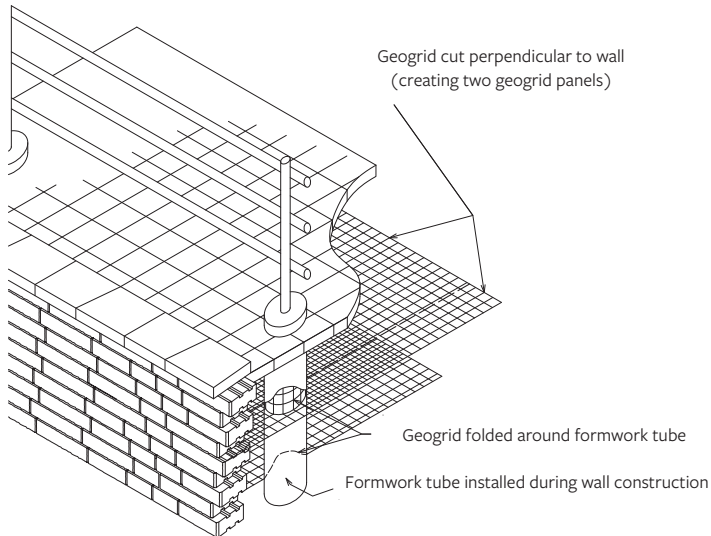 Geogrid cut perpendicular to wall
(creating two geogrid panels)
Geogrid folded around formwork tube
Formwork tube installed during wall construction